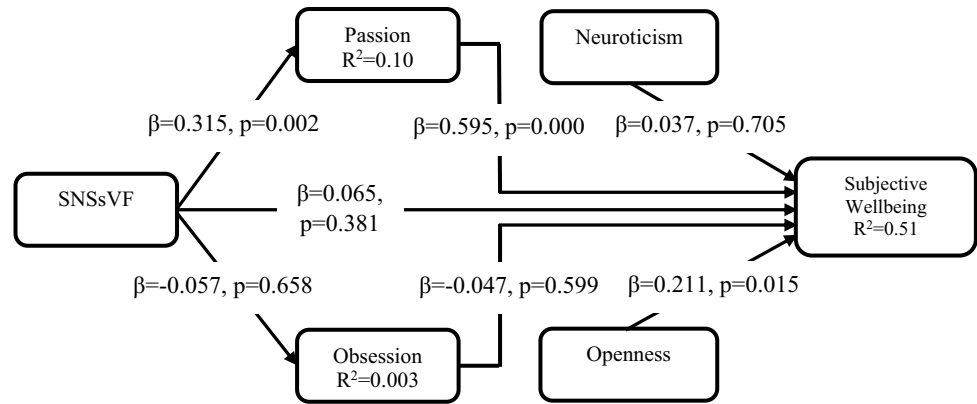 Passion
R²=0.10
Neuroticism
β=0.315, p=0.002
β=0.595, p=0.000
β=0.037, p=0.705
SNSsVF
β=0.065,
p=0.381
Subjective
Wellbeing
R²=0.51
β=-0.057, p=0.658
β=-0.047, p=0.599
β=0.211, p=0.015
Obsession
R²=0.003
Openness